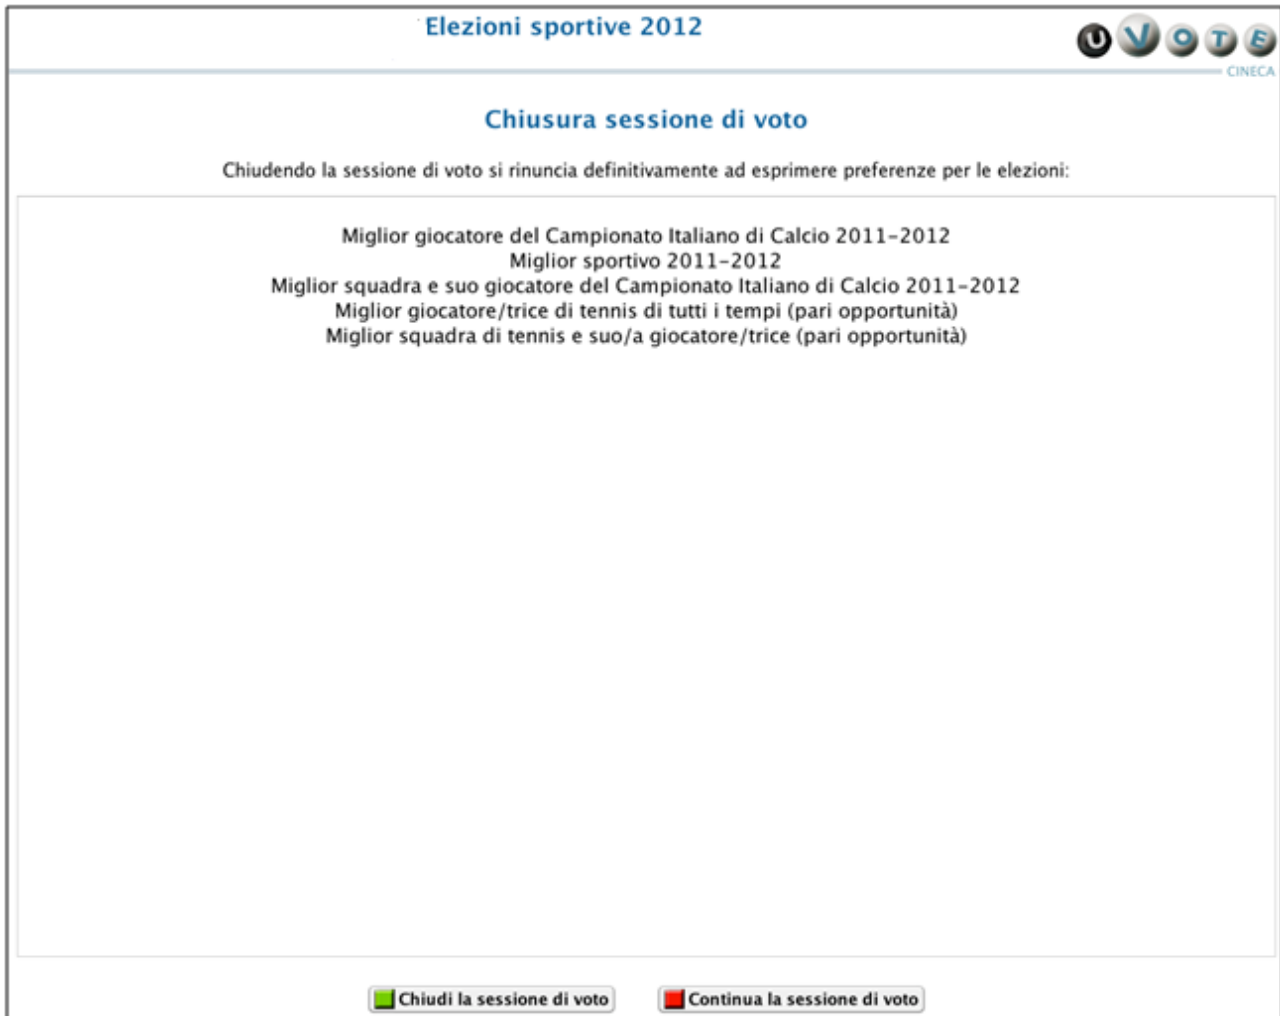 Elezioni sportive 2012
U VOTE
CINECA
Chiusura sessione di voto
Chiudendo la sessione di voto si rinuncia definitivamente ad esprimere preferenze per le elezioni:
Miglior giocatore del Campionato Italiano di Calcio 2011-2012
Miglior sportivo 2011-2012
Miglior squadra e suo giocatore del Campionato Italiano di Calcio 2011-2012
Miglior giocatore/trice di tennis di tutti i tempi (pari opportunità)
Miglior squadra di tennis e suo/a giocatore/trice (pari opportunità)
Chiudi la sessione di voto
Continua la sessione di voto